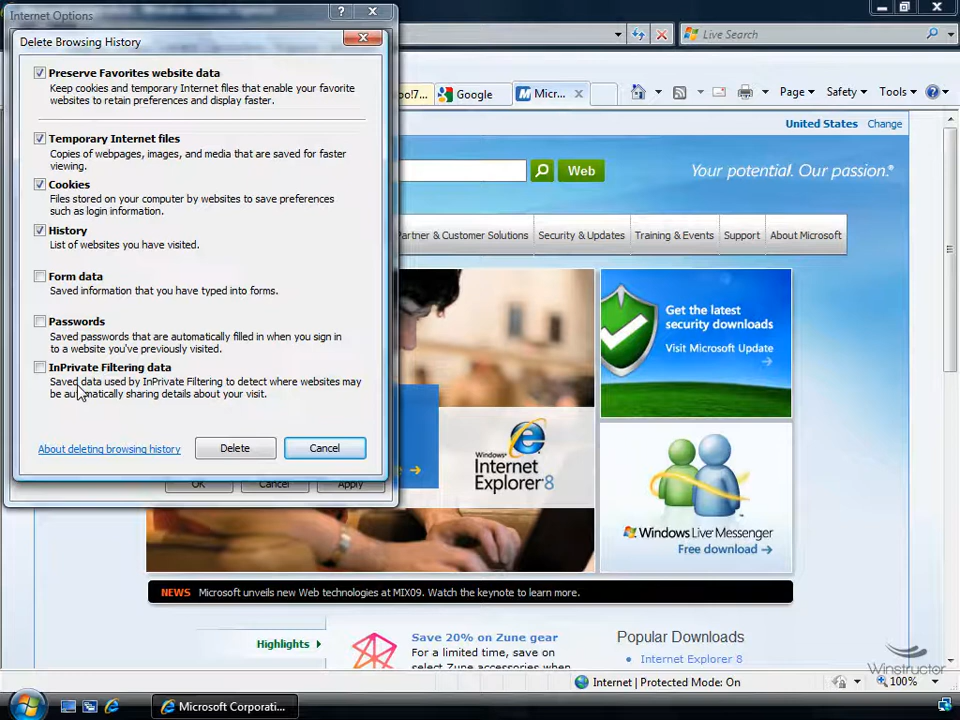 Internet Options
?
Delete Browsing History
Live Search
Preserve Favorites website data
Keep cookies and temporary Internet files that enable your favorite
websites to retain preferences and display faster.
Temporary Internet files
Copies of webpages, images, and media that are saved for faster
viewing.
Cookies
Files stored on your computer by websites to save preferences
such as login information.
History
List of websites you have visited.
Form data
Saved information that you have typed into forms.
Passwords
Saved passwords that are automatically filled in when you sign in
to a website you've previously visited.
InPrivate Filtering data
Saved data used by InPrivate Filtering to detect where websites may
be automatically sharing details about your visit.
About deleting browsing history
Delete
Cancel
OK
Cancel
Apply
oo!7...
Google
Micr...
Page
Safety
Tools
United States
Change
Web
Your potential. Our passion.®
Partner & Customer Solutions
Security & Updates
Training & Events
Support
About Microsoft
Get the latest
security downloads
Visit Microsoft Update
Windows®
Internet
Explorer 8
Windows Live Messenger
Free download
NEWS Microsoft unveils new Web technologies at MIX09. Watch the keynote to learn more.
Highlights
Save 20% on Zune gear
For a limited time, save on
select Zune accessories when
Popular Downloads
Internet Explorer 8
Winstructor
Internet | Protected Mode: On
100%
Microsoft Corporati...